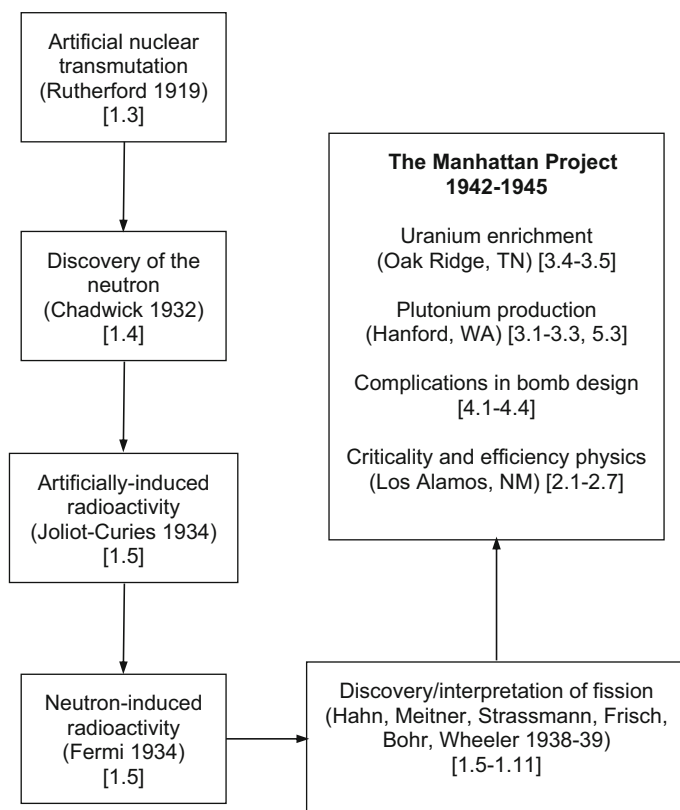 Artificial nuclear
transmutation
(Rutherford 1919)
[1.3]
Discovery of the
neutron
(Chadwick 1932)
[1.4]
Artificially-induced
radioactivity
(Joliot-Curies 1934)
[1.5]
Neutron-induced
radioactivity
(Fermi 1934)
[1.5]
Discovery/interpretation of fission
(Hahn, Meitner, Strassmann, Frisch,
Bohr, Wheeler 1938-39)
[1.5-1.11]
The Manhattan Project
1942-1945
Uranium enrichment
(Oak Ridge, TN) [3.4-3.5]
Plutonium production
(Hanford, WA) [3.1-3.3, 5.3]
Complications in bomb design
[4.1-4.4]
Criticality and efficiency physics
(Los Alamos, NM) [2.1-2.7]